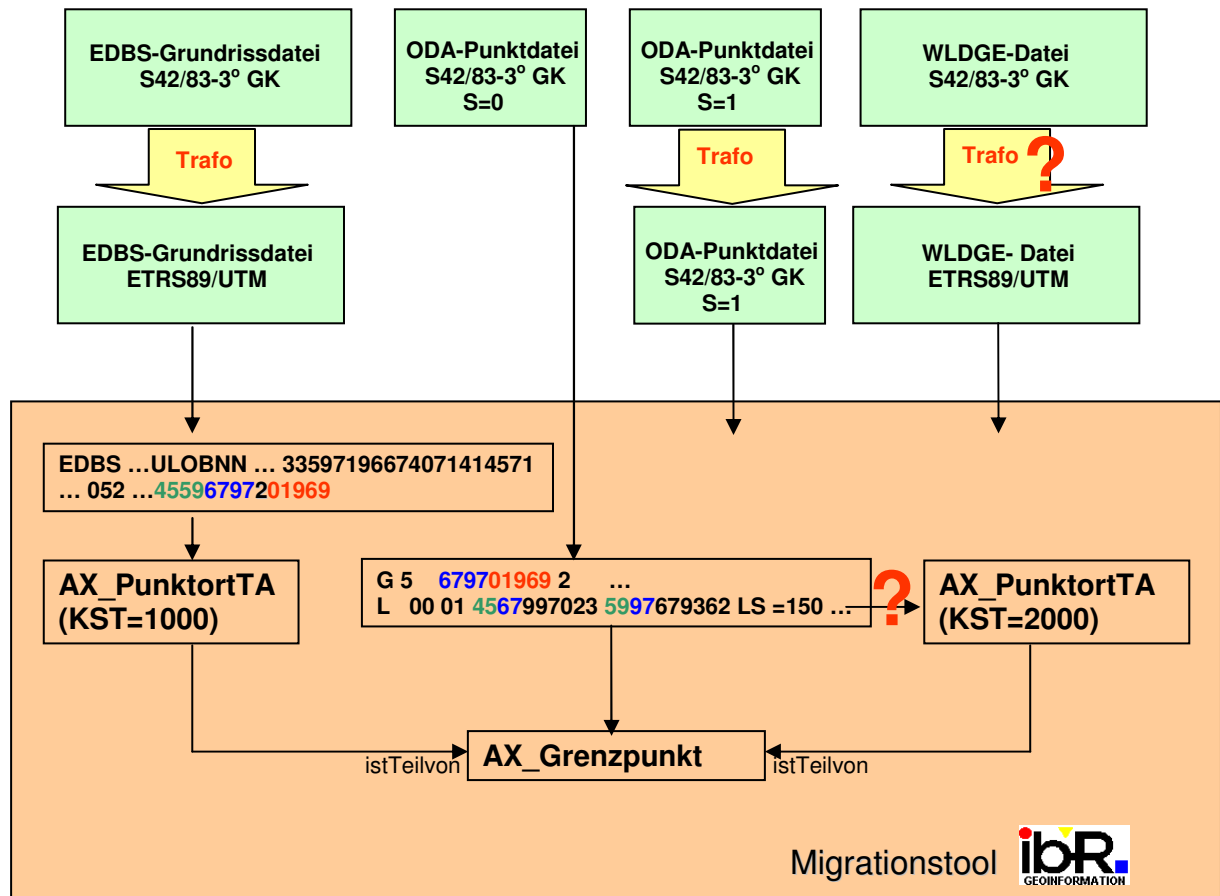 EDBS-Grundrissdatei
S42/83-3° GK
ODA-Punktdatei
S42/83-3° GK
S=0
ODA-Punktdatei
S42/83-3° GK
S=1
WLDGE-Datei
S42/83-3° GK
Trafo
Trafo
Trafo ?
EDBS-Grundrissdatei
ETRS89/UTM
ODA-Punktdatei
S42/83-3° GK
S=1
WLDGE- Datei
ETRS89/UTM
EDBS …ULOBNN … 33597196674071414571
… 052 …4559679720​1969
AX_PunktortTA
(KST=1000)
G 5 679701969 2 …
L 00 01 4567997023 5997679362 LS =150 …
?
AX_PunktortTA
(KST=2000)
istTeilvon
AX_Grenzpunkt
istTeilvon
Migrationstool
ibR.
GEOINFORMATION